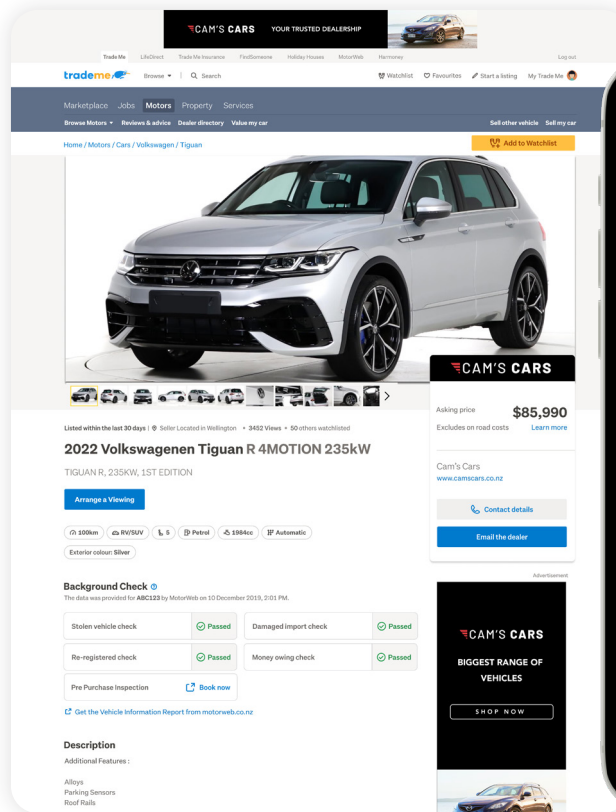 CAM'S CARS YOUR TRUSTED DEALERSHIP
Trade Me LifeDirect Trade Me Insurance FindSomeone Holiday Houses MotorWeb Harmoney Log out
trademe Browse Search Watchlist Favourites Start a listing My Trade Me
Marketplace Jobs Motors Property Services
Browse Motors Reviews & advice Dealer directory Value my car Sell other vehicle Sell my car
Home / Motors / Cars / Volkswagen / Tiguan Add to Watchlist
CAM'S CARS
Asking price $85,990
Excludes on road costs Learn more
Cam's Cars
www.camscars.co.nz
Contact details
Email the dealer
Listed within the last 30 days | Seller Located in Wellington • 3452 Views • 50 others watchlisted
2022 Volkswagenen Tiguan R 4MOTION 235kW
TIGUAN R, 235KW, 1ST EDITION
Arrange a Viewing
100km RV/SUV 5 Petrol 1984cc Automatic
Exterior colour: Silver
Background Check
The data was provided for ABC123 by MotorWeb on 10 December 2019, 2:01 PM.
Stolen vehicle check Passed Damaged import check Passed
Re-registered check Passed Money owing check Passed
Pre Purchase Inspection Book now
Get the Vehicle Information Report from motorweb.co.nz
Description
Additional Features :
Alloys
Parking Sensors
Roof Rails
Advertisement
CAM'S CARS
BIGGEST RANGE OF
VEHICLES
SHOP NOW